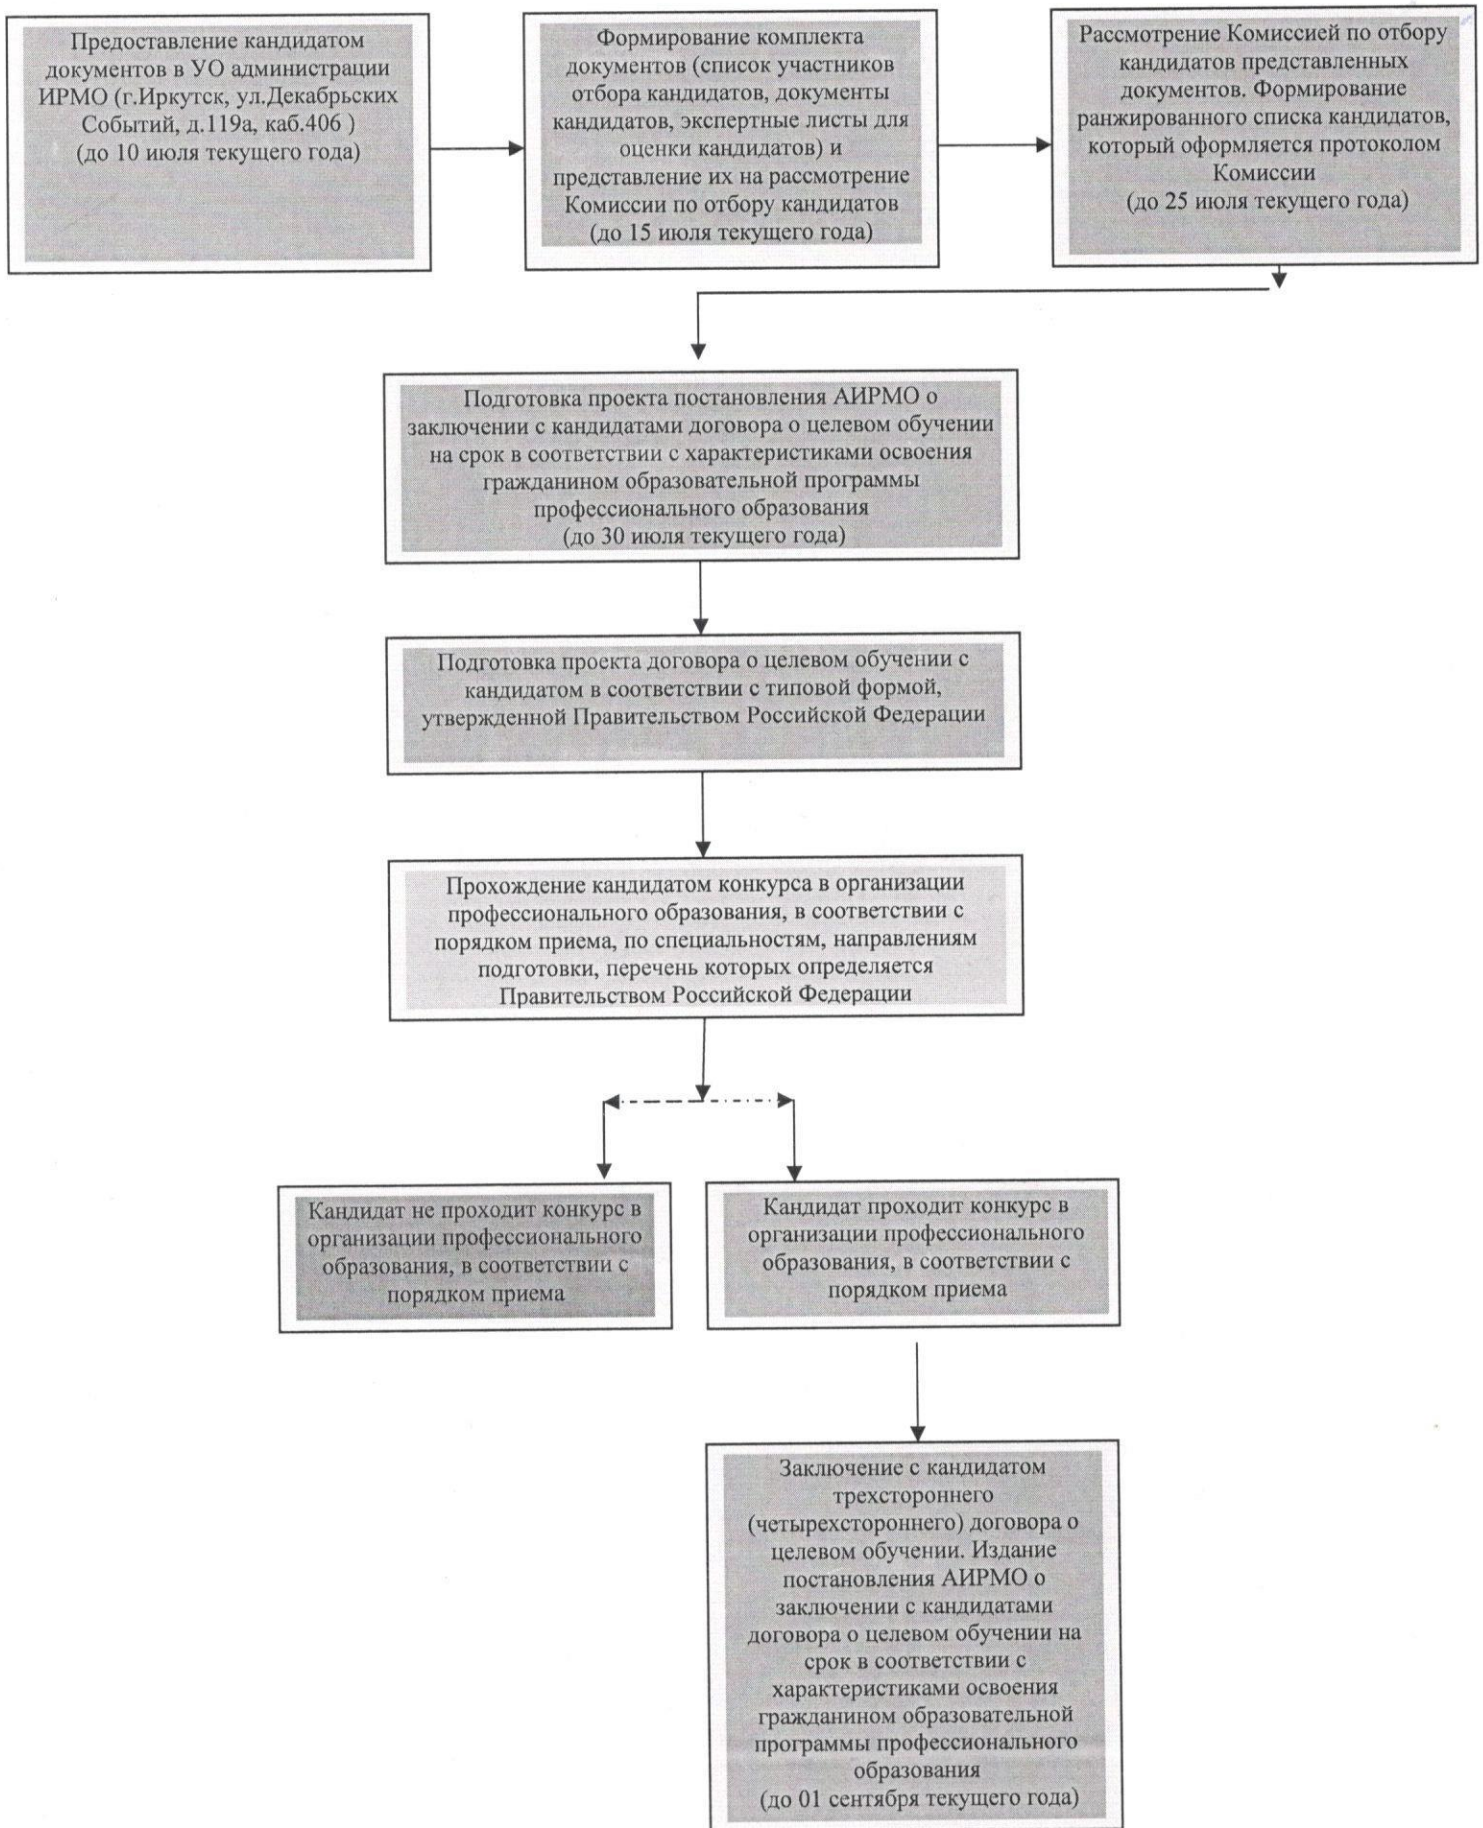 Предоставление кандидатом
документов в УО администрации
ИРМО (г.Иркутск, ул.Декабрьских
Событий, д.119а, каб.406 )
(до 10 июля текущего года)
Формирование комплекта
документов (список участников
отбора кандидатов, документы
кандидатов, экспертные листы для
оценки кандидатов) и
представление их на рассмотрение
Комиссии по отбору кандидатов
(до 15 июля текущего года)
Рассмотрение Комиссией по отбору
кандидатов представленных
документов. Формирование
ранжированного списка кандидатов,
который оформляется протоколом
Комиссии
(до 25 июля текущего года)
Подготовка проекта постановления АИРМО о
заключении с кандидатами договора о целевом обучении
на срок в соответствии с характеристиками освоения
гражданином образовательной программы
профессионального образования
(до 30 июля текущего года)
Подготовка проекта договора о целевом обучении с
кандидатом в соответствии с типовой формой,
утвержденной Правительством Российской Федерации
Прохождение кандидатом конкурса в организации
профессионального образования, в соответствии с
порядком приема, по специальностям, направлениям
подготовки, перечень которых определяется
Правительством Российской Федерации
Кандидат не проходит конкурс в
организации профессионального
образования, в соответствии с
порядком приема
Кандидат проходит конкурс в
организации профессионального
образования, в соответствии с
порядком приема
Заключение с кандидатом
трехстороннего
(четырехстороннего) договора о
целевом обучении. Издание
постановления АИРМО о
заключении с кандидатами
договора о целевом обучении на
срок в соответствии с
характеристиками освоения
гражданином образовательной
программы профессионального
образования
(до 01 сентября текущего года)